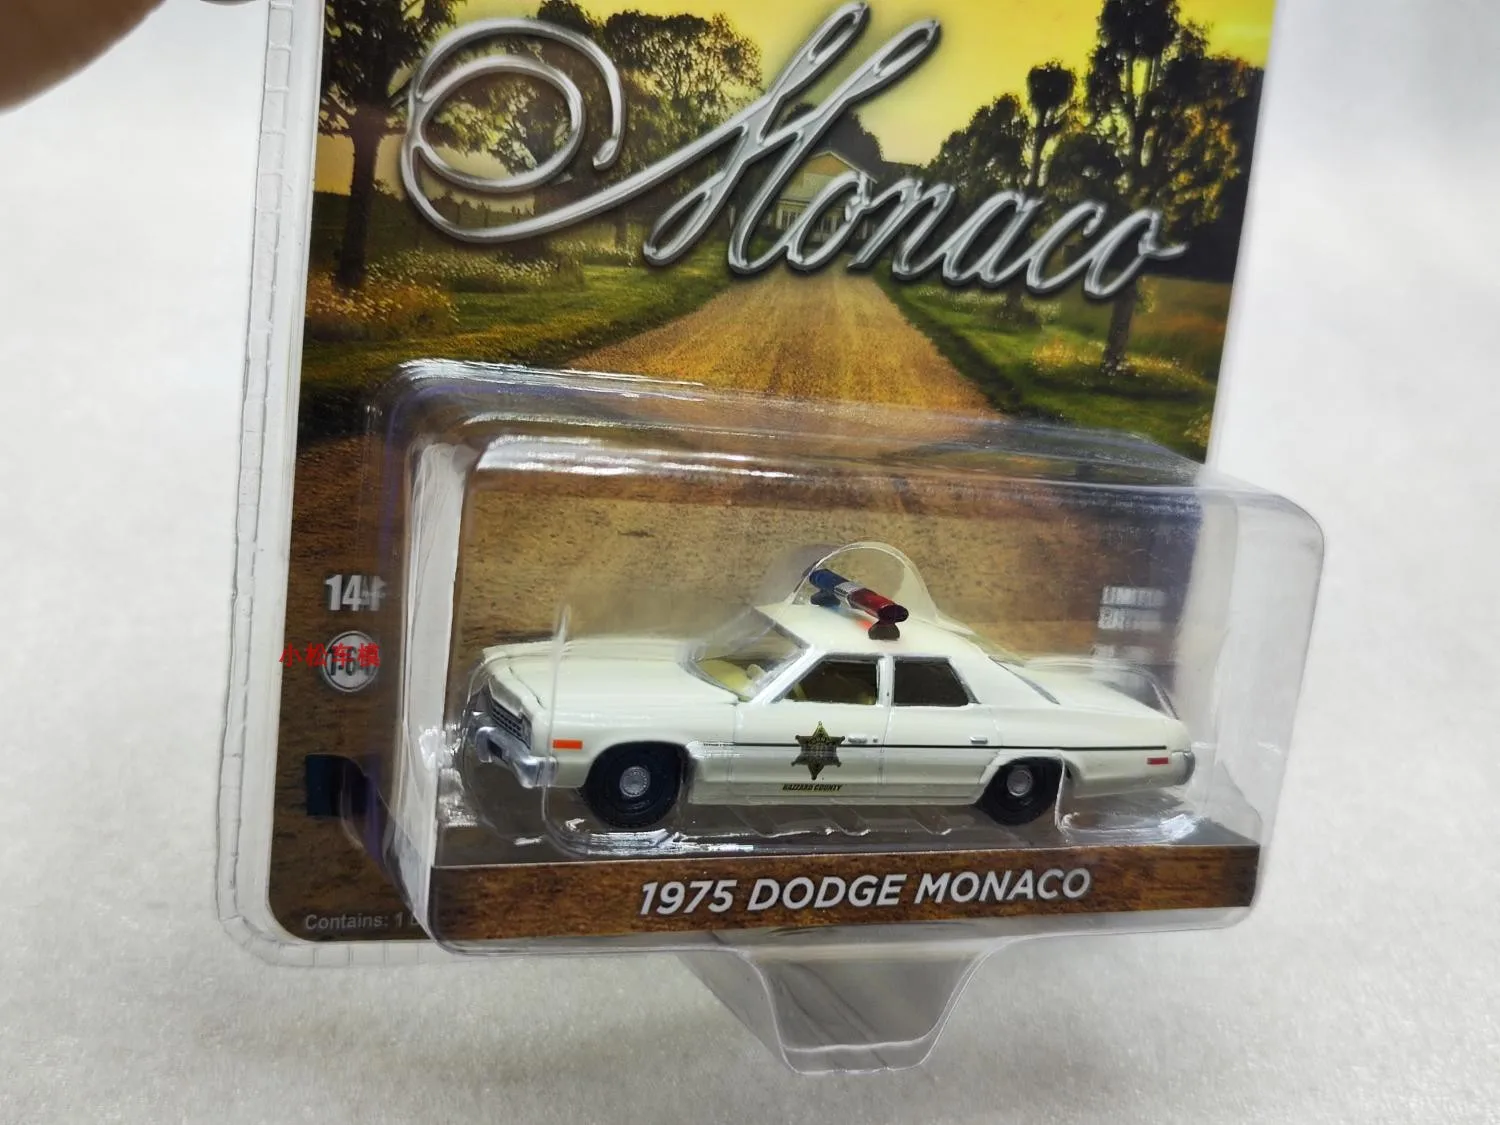 Monaco
14+
小松车模
1:64
HAZZARD COUNTY
1975 DODGE MONACO
Contains: 1